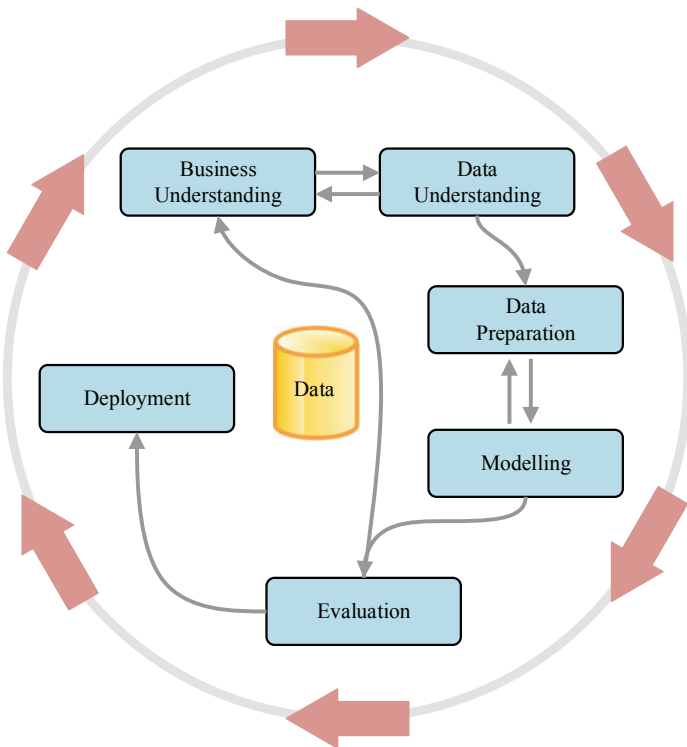 Business
Understanding
Data
Understanding
Data
Preparation
Data
Deployment
Modelling
Evaluation